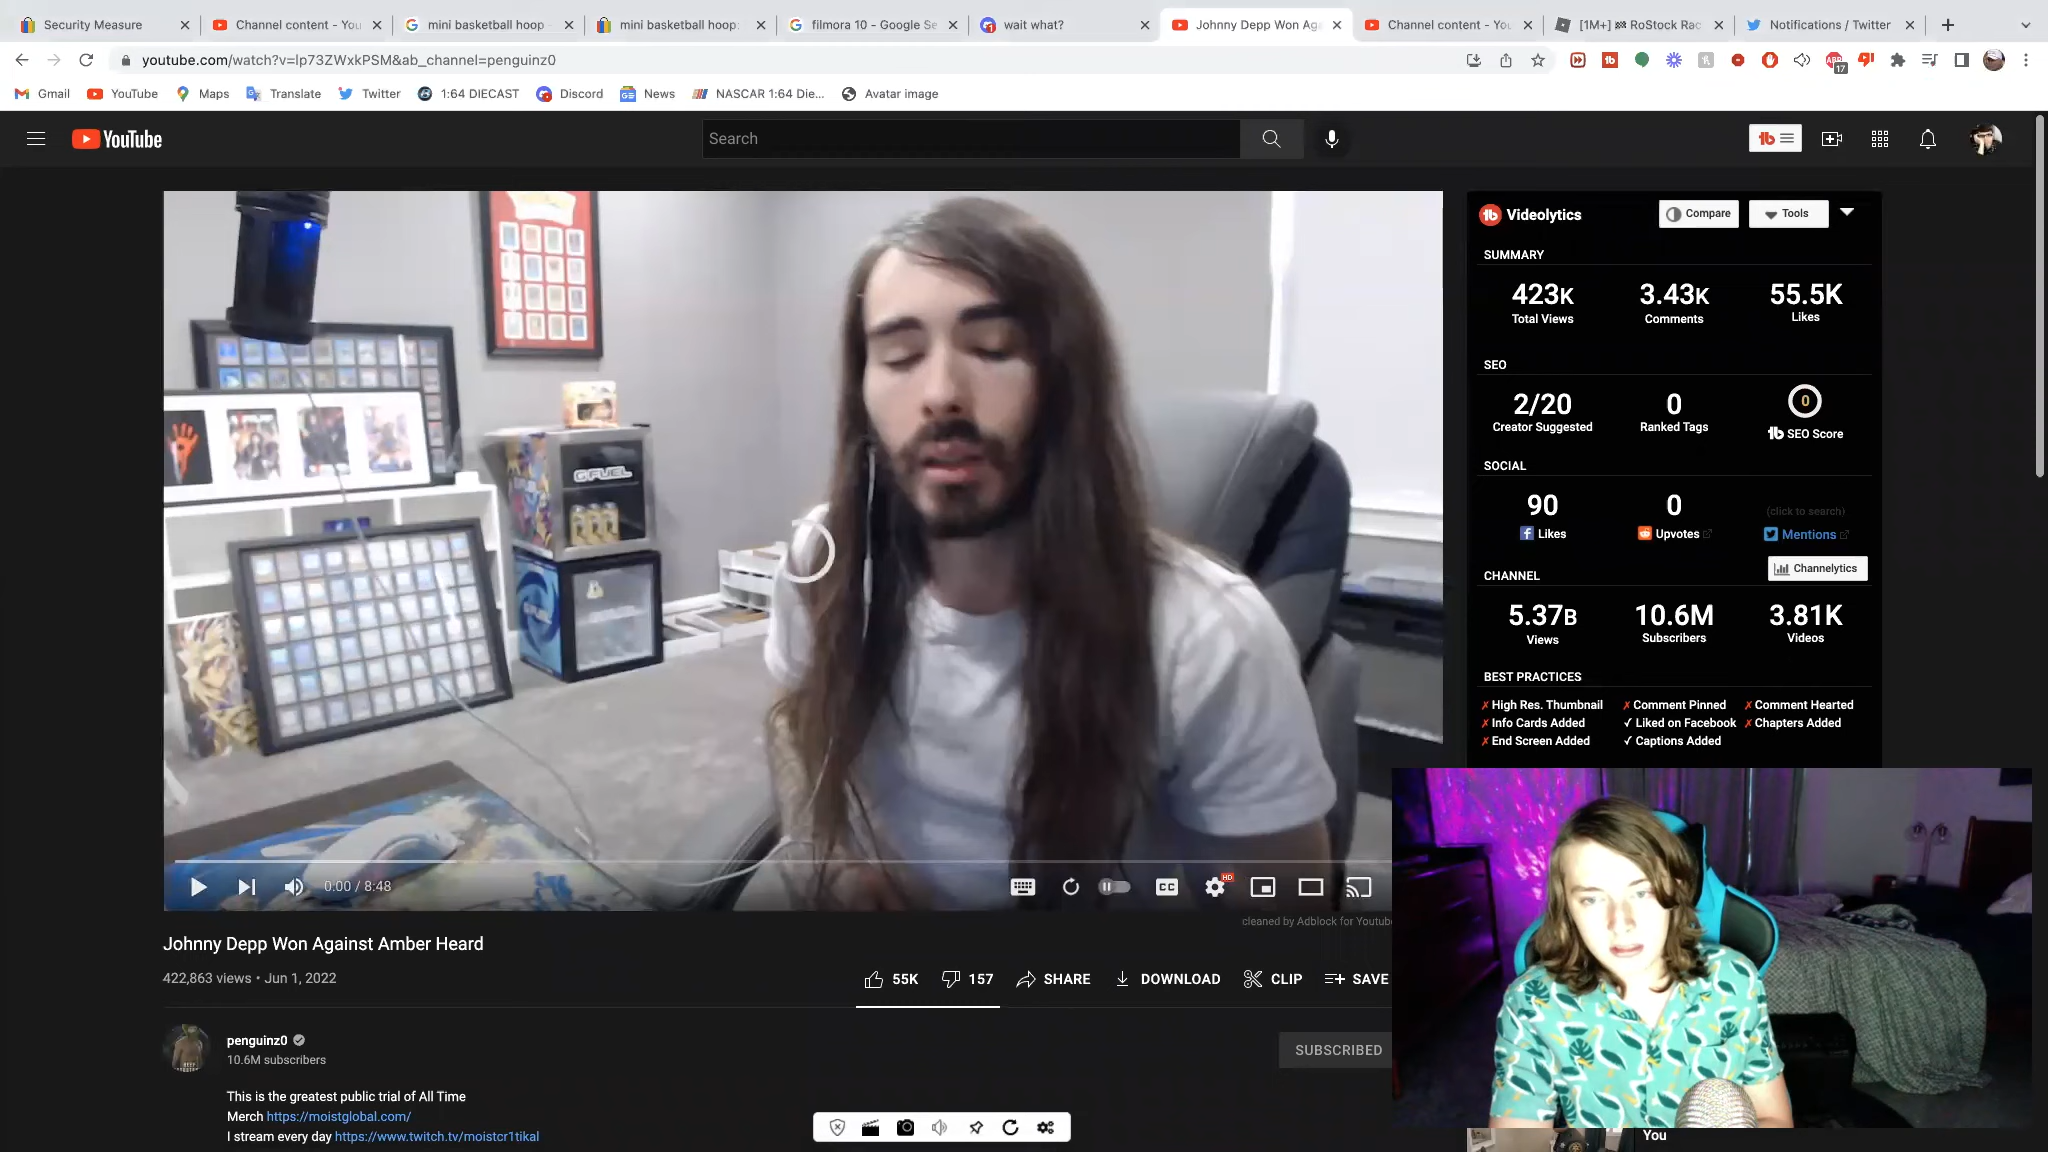 Security Measure
Channel content - You
mini basketball hoop -
mini basketball hoop:
filmora 10 - Google Se
wait what?
Johnny Depp Won Aga
Channel content - You
[1M+] 🏁 RoStock Rac
Notifications / Twitter
youtube.com/watch?v=lp73ZWxkPSM&ab_channel=penguinz0
17
Gmail
YouTube
Maps
Translate
Twitter
1:64 DIECAST
Discord
News
NASCAR 1:64 Die...
Avatar image
YouTube
Search
tb
G FUEL
Videolytics
Compare
Tools
SUMMARY
423K 3.43K 55.5K
Total Views Comments Likes
SEO
2/20 0 0
Creator Suggested Ranked Tags tb SEO Score
SOCIAL
90 0 (click to search)
Likes Upvotes Mentions
CHANNEL Channelytics
5.37B 10.6M 3.81K
Views Subscribers Videos
BEST PRACTICES
✗ High Res. Thumbnail ✗ Comment Pinned ✗ Comment Hearted
✗ Info Cards Added ✓ Liked on Facebook ✗ Chapters Added
✗ End Screen Added ✓ Captions Added
0:00 / 8:48
CC
HD
cleaned by Adblock for Youtube
Johnny Depp Won Against Amber Heard
422,863 views • Jun 1, 2022
55K 157 SHARE DOWNLOAD CLIP SAVE
penguinz0
10.6M subscribers
SUBSCRIBED
This is the greatest public trial of All Time
Merch https://moistglobal.com/
I stream every day https://www.twitch.tv/moistcr1tikal
You